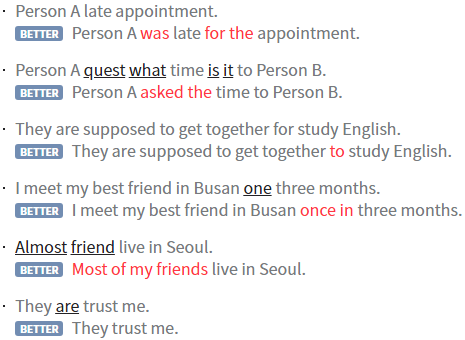 · Person A late appointment.
BETTER Person A was late for the appointment.
· Person A quest what time is it to Person B.
BETTER Person A asked the time to Person B.
· They are supposed to get together for study English.
BETTER They are supposed to get together to study English.
· I meet my best friend in Busan one three months.
BETTER I meet my best friend in Busan once in three months.
· Almost friend live in Seoul.
BETTER Most of my friends live in Seoul.
· They are trust me.
BETTER They trust me.